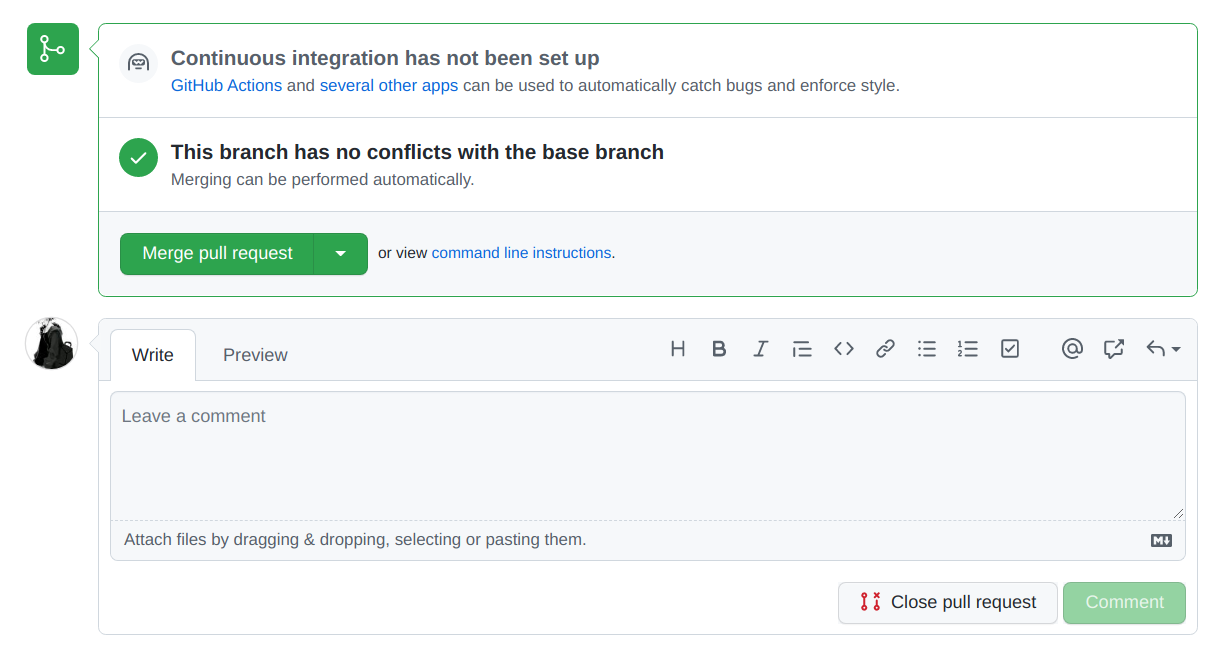 Continuous integration has not been set up
GitHub Actions and several other apps can be used to automatically catch bugs and enforce style.
This branch has no conflicts with the base branch
Merging can be performed automatically.
Merge pull request or view command line instructions.
Write Preview
Leave a comment
Attach files by dragging & dropping, selecting or pasting them.
Close pull request Comment